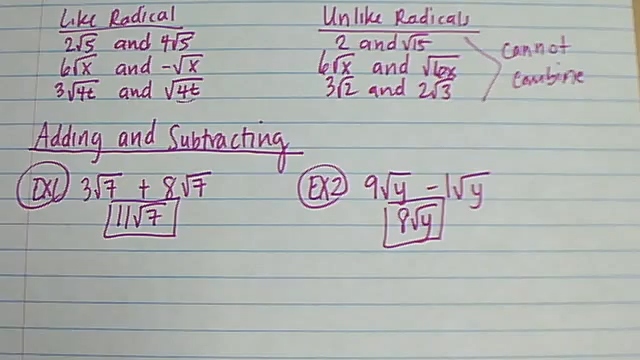 Like Radical
2√5 and 4√5
6√x and -√x
3√4t and √4t
Unlike Radicals
2 and √15
6√x and √6x
3√2 and 2√3
cannot
combine
Adding and Subtracting
EX1 3√7 + 8√7
11√7
EX2 9√y - 1√y
8√y